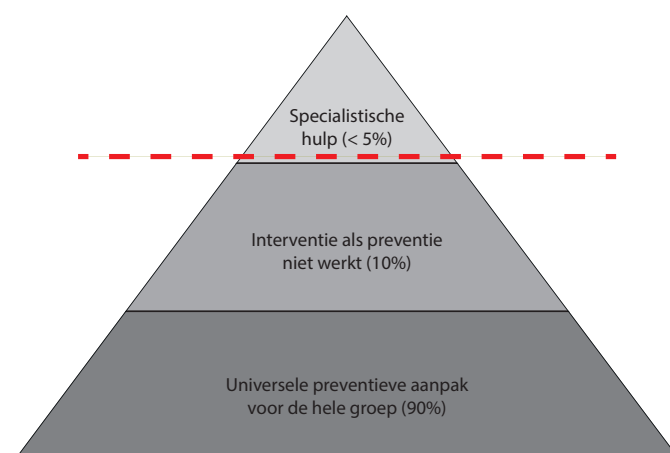 Specialistische
hulp (< 5%)
Interventie als preventie
niet werkt (10%)
Universele preventieve aanpak
voor de hele groep (90%)